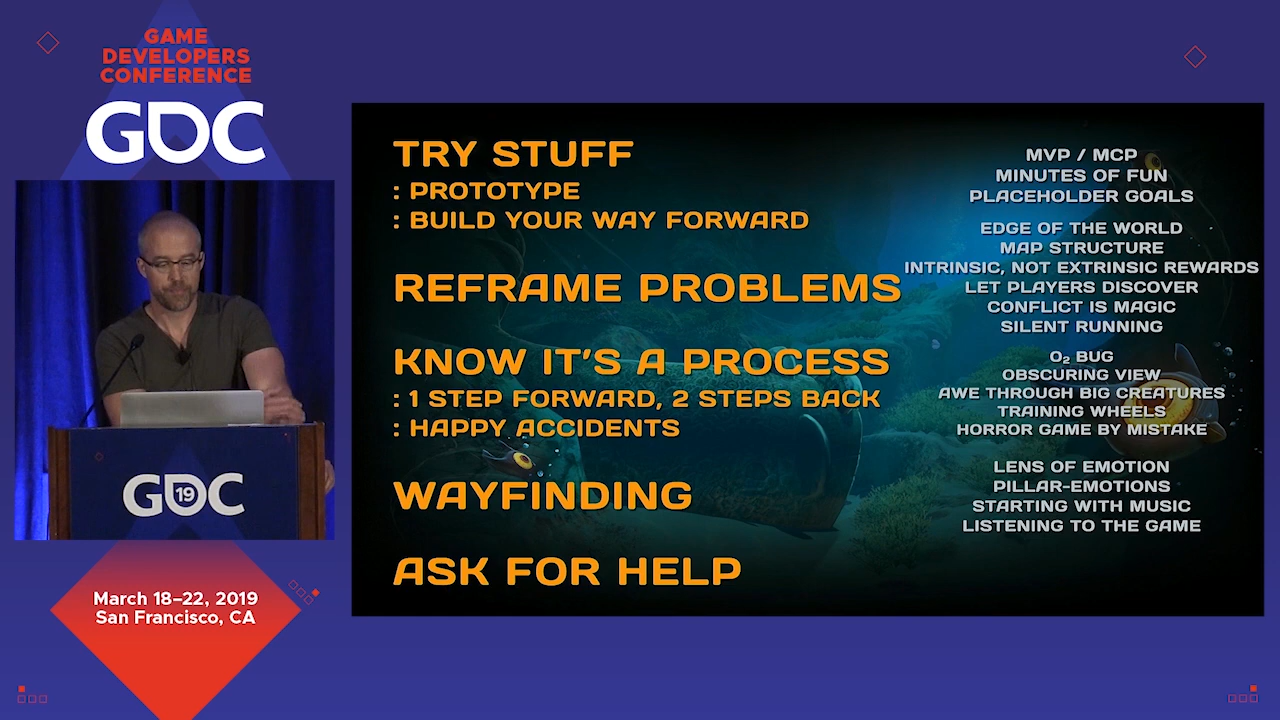 GAME
DEVELOPERS
CONFERENCE
GDC
GDC
19
March 18–22, 2019
San Francisco, CA
TRY STUFF
: PROTOTYPE
: BUILD YOUR WAY FORWARD
REFRAME PROBLEMS
KNOW IT'S A PROCESS
: 1 STEP FORWARD, 2 STEPS BACK
: HAPPY ACCIDENTS
WAYFINDING
ASK FOR HELP
MVP / MCP
MINUTES OF FUN
PLACEHOLDER GOALS
EDGE OF THE WORLD
MAP STRUCTURE
INTRINSIC, NOT EXTRINSIC REWARDS
LET PLAYERS DISCOVER
CONFLICT IS MAGIC
SILENT RUNNING
O₂ BUG
OBSCURING VIEW
AWE THROUGH BIG CREATURES
TRAINING WHEELS
HORROR GAME BY MISTAKE
LENS OF EMOTION
PILLAR-EMOTIONS
STARTING WITH MUSIC
LISTENING TO THE GAME